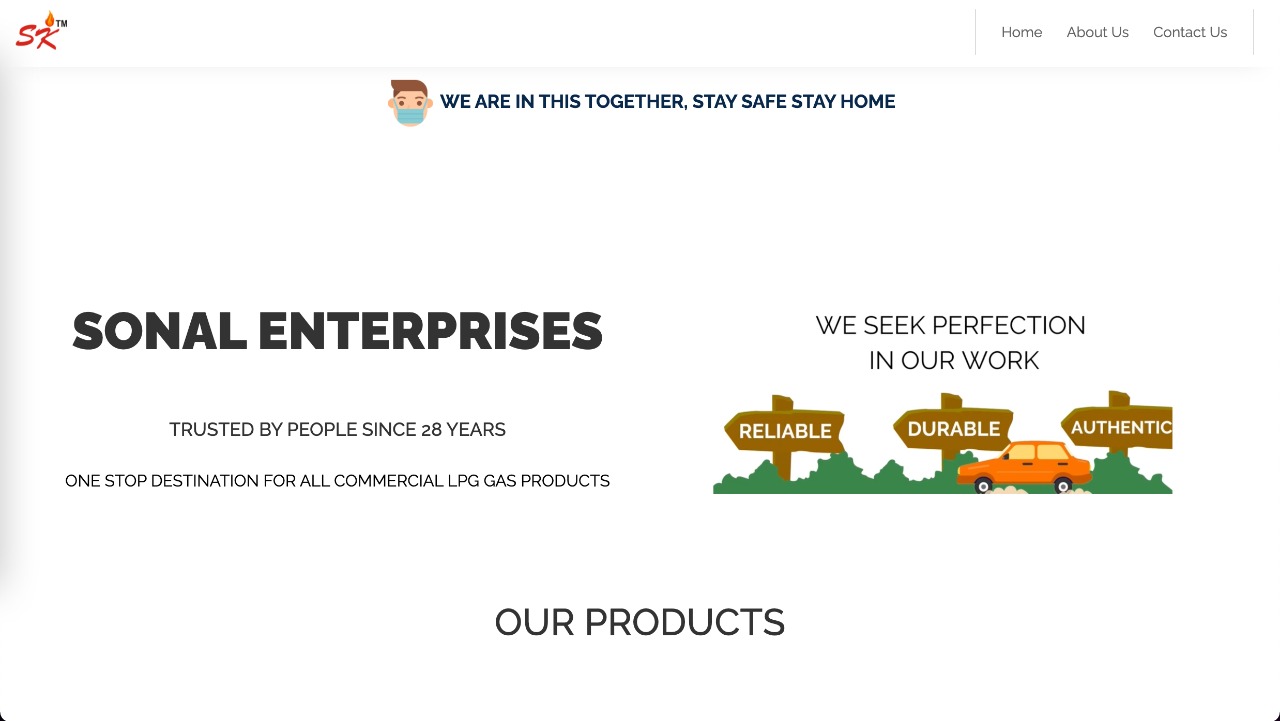 SK TM
Home
About Us
Contact Us
WE ARE IN THIS TOGETHER, STAY SAFE STAY HOME
SONAL ENTERPRISES
TRUSTED BY PEOPLE SINCE 28 YEARS
ONE STOP DESTINATION FOR ALL COMMERCIAL LPG GAS PRODUCTS
WE SEEK PERFECTION
IN OUR WORK
RELIABLE
DURABLE
AUTHENTIC
OUR PRODUCTS